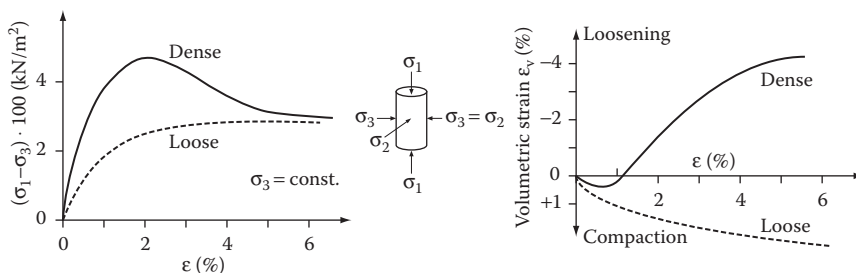 (σ₁–σ₃) · 100 (kN/m²)
4
2
0
Dense
Loose
σ₃ = const.
0 2 4 6
ε (%)
σ₁
σ₃
σ₃ = σ₂
σ₂
σ₁
Volumetric strain εᵥ (%)
Loosening
–4
Dense
–2
ε (%)
0
2 4 6
+1
Compaction
Loose